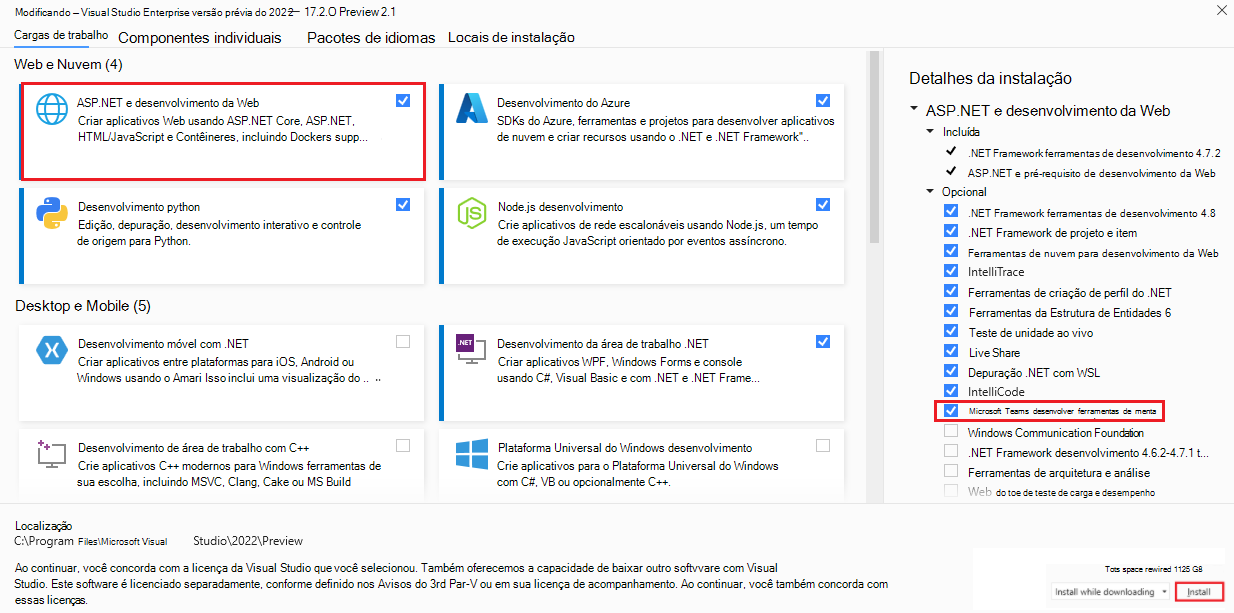 Modificando – Visual Studio Enterprise versão prévia do 2022— 17.2.O Preview 2.1
Cargas de trabalho Componentes individuais Pacotes de idiomas Locais de instalação
Web e Nuvem (4)
ASP.NET e desenvolvimento da Web
Criar aplicativos Web usando ASP.NET Core, ASP.NET,
HTML/JavaScript e Contêineres, incluindo Dockers supp...
Desenvolvimento do Azure
SDKs do Azure, ferramentas e projetos para desenvolver aplicativos
de nuvem e criar recursos usando o .NET e .NET Framework"..
Desenvolvimento python
Edição, depuração, desenvolvimento interativo e controle
de origem para Python.
Node.js desenvolvimento
Crie aplicativos de rede escalonáveis usando Node.js, um tempo
de execução JavaScript orientado por eventos assíncrono.
Desktop e Mobile (5)
Desenvolvimento móvel com .NET
Criar aplicativos entre plataformas para iOS, Android ou
Windows usando o Amari Isso inclui uma visualização do .. ..
.NET
Desenvolvimento da área de trabalho .NET
Criar aplicativos WPF, Windows Forms e console
usando C#, Visual Basic e com .NET e .NET Frame...
Desenvolvimento de área de trabalho com C++
Crie aplicativos C++ modernos para Windows ferramentas de
sua escolha, incluindo MSVC, Clang, Cake ou MS Build
Plataforma Universal do Windows desenvolvimento
Crie aplicativos para o Plataforma Universal do Windows
com C#, VB ou opcionalmente C++.
Detalhes da instalação
ASP.NET e desenvolvimento da Web
Incluída
.NET Framework ferramentas de desenvolvimento 4.7.2
ASP.NET e pré-requisito de desenvolvimento da Web
Opcional
.NET Framework ferramentas de desenvolvimento 4.8
.NET Framework de projeto e item
Ferramentas de nuvem para desenvolvimento da Web
IntelliTrace
Ferramentas de criação de perfil do .NET
Ferramentas da Estrutura de Entidades 6
Teste de unidade ao vivo
Live Share
Depuração .NET com WSL
IntelliCode
Microsoft Teams desenvolver ferramentas de menta
Windows Communication Foundation
.NET Framework desenvolvimento 4.6.2-4.7.1 t...
Ferramentas de arquitetura e análise
Web do toe de teste de carga e desempenho
Localização
C:\Program Files\Microsoft Visual Studio\2022\Preview
Ao continuar, você concorda com a licença da Visual Studio que você selecionou. Também oferecemos a capacidade de baixar outro softvvare com Visual
Studio. Este software é licenciado separadamente, conforme definido nos Avisos do 3rd Par-V ou em sua licença de acompanhamento. Ao continuar, você também concorda com
essas licenças.
Tots space rewired 1125 G8
Install while downloading
Install